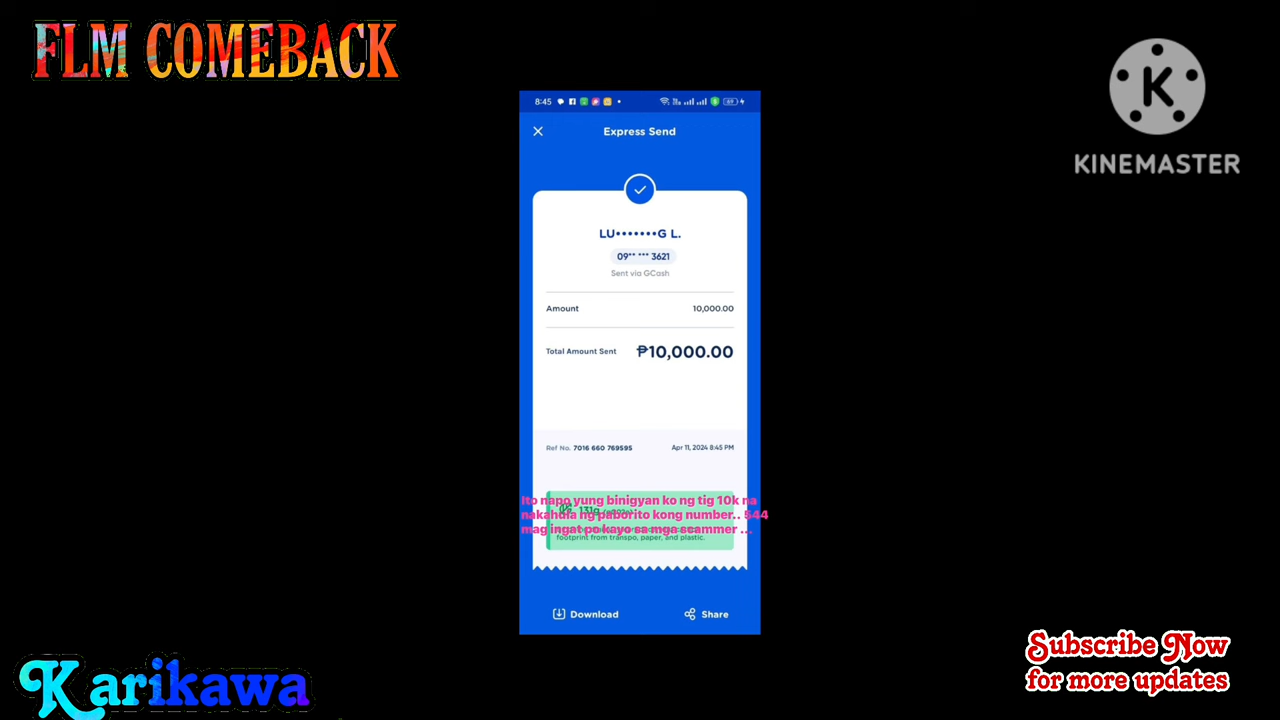 FLM COMEBACK
KINEMASTER
8:45
69
Express Send
LU•••••••G L.
09** *** 3621
Sent via GCash
Amount 10,000.00
Total Amount Sent ₱10,000.00
Ref No. 7016 660 769595 Apr 11, 2024 8:45 PM
Ito napo yung binigyan ko ng tig 10k na
nakahula ng paborito kong number.. 544
mag ingat po kayo sa mga scammer ...
131g
footprint from transpo, paper, and plastic.
Download Share
Karikawa
Subscribe Now
for more updates